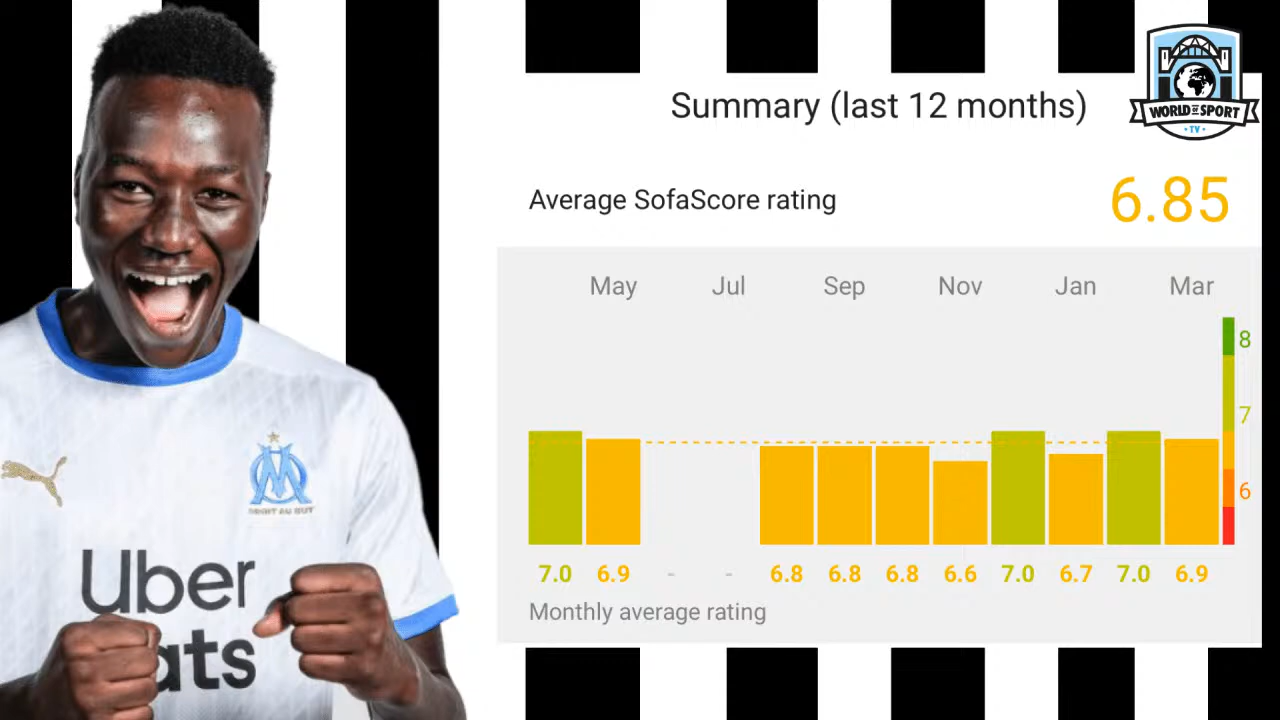 WORLD OF SPORT
TV
Summary (last 12 months)
Average SofaScore rating
6.85
May Jul Sep Nov Jan Mar
8
7
6
7.0 6.9 - - 6.8 6.8 6.8 6.6 7.0 6.7 7.0 6.9
Monthly average rating
DROIT AU BUT
Uber
ats